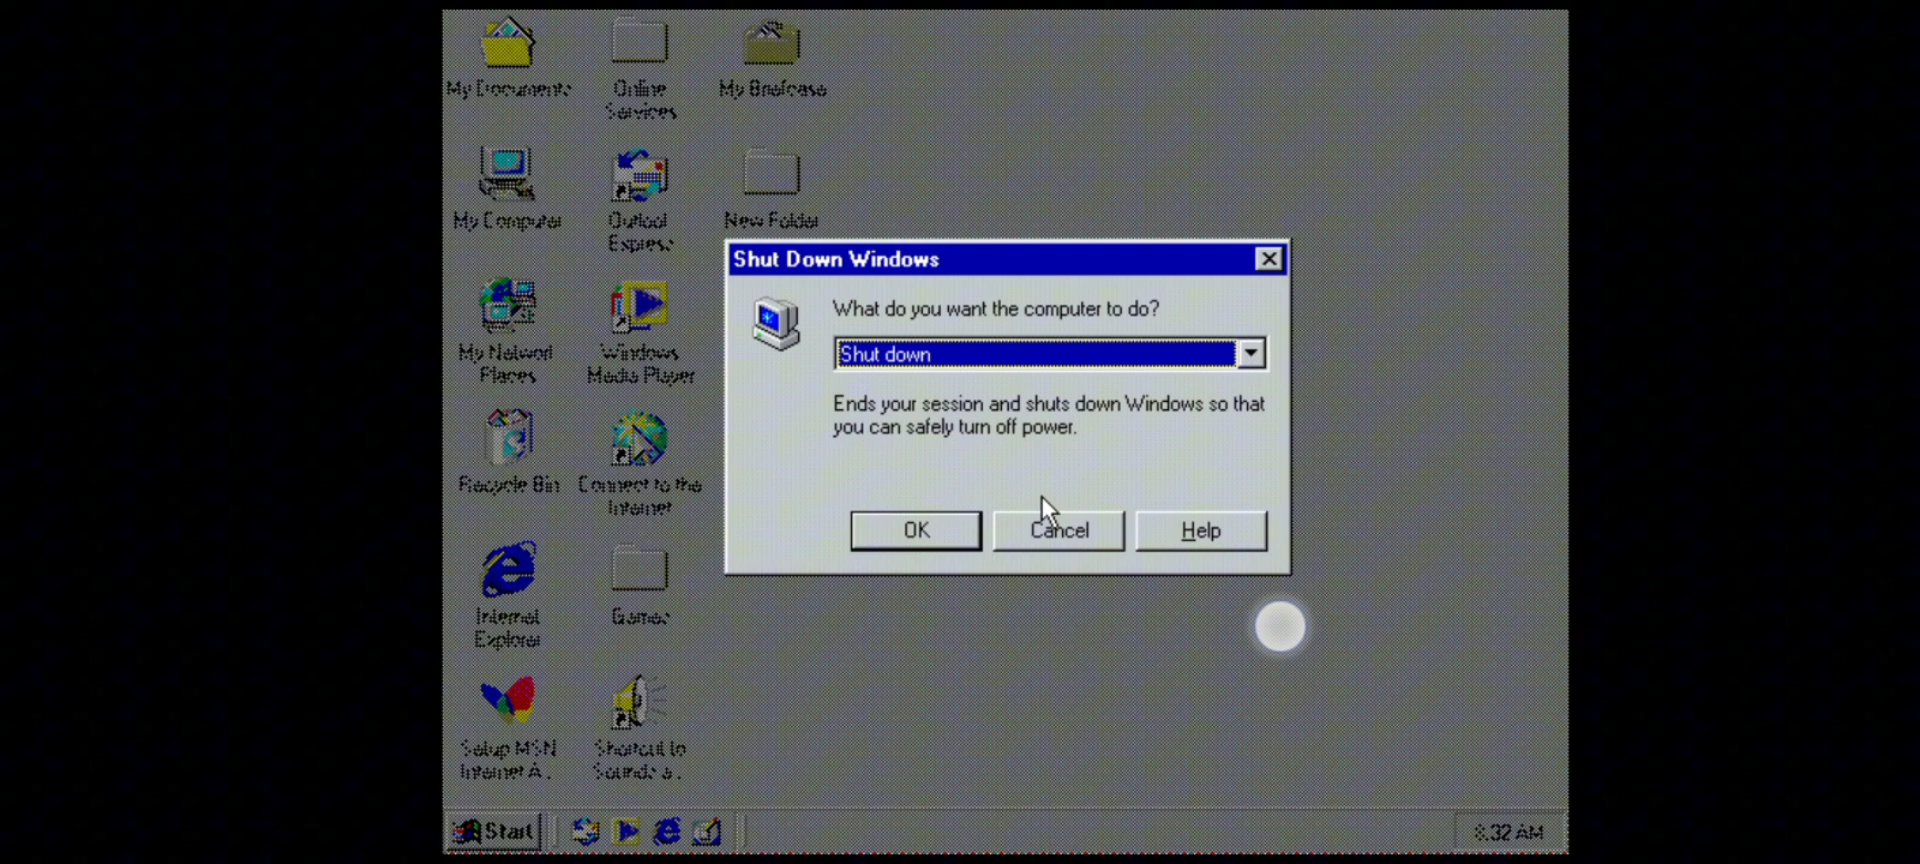 My Documents
Online
Services
My Briefcase
My Computer
Outlook
Express
New Folder
My Network
Places
Windows
Media Player
Recycle Bin
Connect to the
Internet
Internet
Explorer
Games
Setup MSN
Internet A...
Shortcut to
Sounds a...
Shut Down Windows
What do you want the computer to do?
Shut down
Ends your session and shuts down Windows so that
you can safely turn off power.
OK
Cancel
Help
Start
8:32 AM